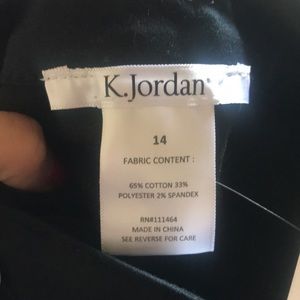 K.Jordan
14
FABRIC CONTENT :
65% COTTON 33%
POLYESTER 2% SPANDEX
RN#111464
MADE IN CHINA
SEE REVERSE FOR CARE